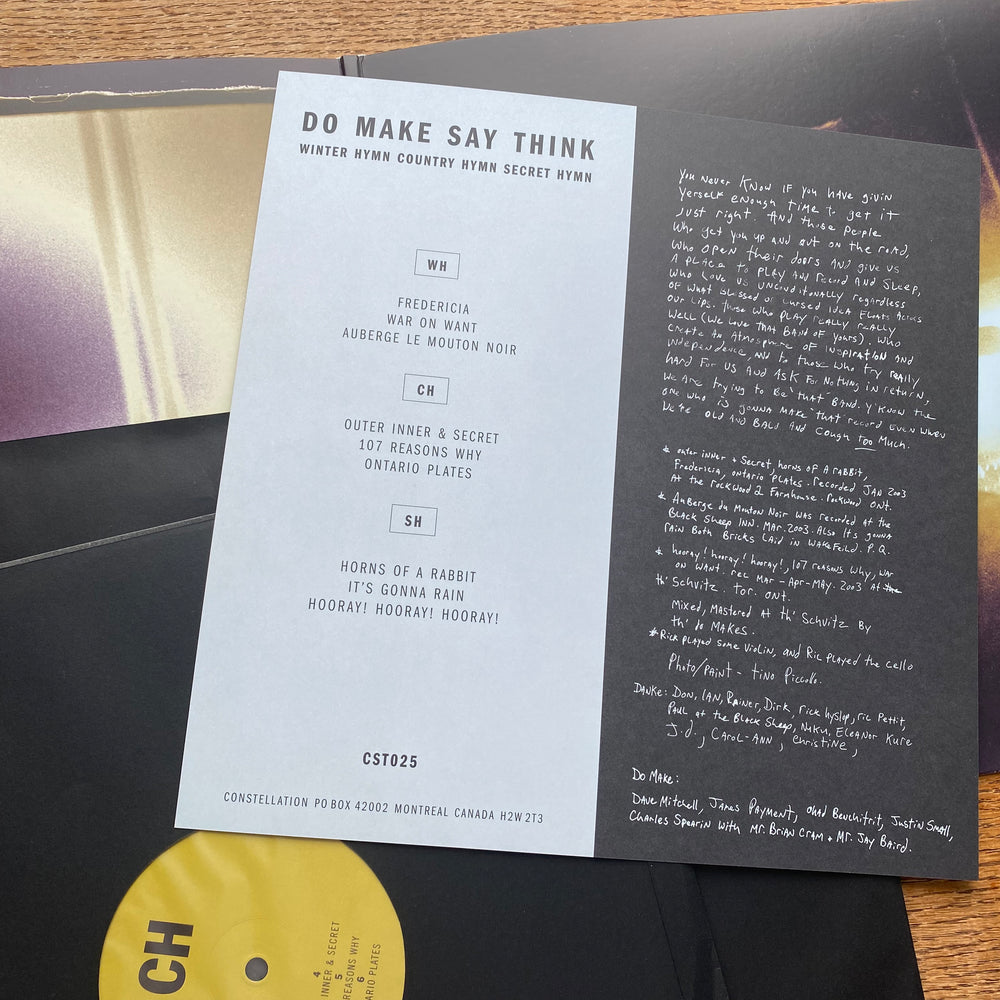 DO MAKE SAY THINK
WINTER HYMN COUNTRY HYMN SECRET HYMN
WH
FREDERICIA
WAR ON WANT
AUBERGE LE MOUTON NOIR
CH
OUTER INNER & SECRET
107 REASONS WHY
ONTARIO PLATES
SH
HORNS OF A RABBIT
IT'S GONNA RAIN
HOORAY! HOORAY! HOORAY!
CST025
CONSTELLATION PO BOX 42002 MONTREAL CANADA H2W 2T3
You never know if you have givin
yerself enough time to get it
just right. And those people
who get you up and out on the road,
who open their doors and give us
a place to play and record and sleep,
who love us unconditionally regardless
of what blessed or cursed idea floats across
our lips. those who play really really
well (we love that band of yours). who
create an atmosphere of inspiration and
independence, and to those who try really
hard for us and ask for nothing in return,
we are trying to be that band. Y'know the
one who is gonna make that record even when
we're old and bald and cough too much.
* outer inner + Secret, horns of a rabbit,
Fredericia, ontario plates. recorded JAN 2003
at the rockwood 2 Farmhouse. rockwood ONT.
* Auberge du Mouton Noir was recorded at the
Black Sheep INN. Mar. 2003. Also its gonna
rain Both Bricks Laid in Wakefeild. P.Q.
* hooray! hooray! hooray!, 107 reasons why, war
on want. rec Mar - Apr - May. 2003 at the
th' Schvitz. Tor. ONT.
mixed, mastered at th' Schvitz by
th' do makes.
* Rick played some violin, and Ric played the cello
Photo/paint - tino Piccolo.
DANKE: Don, Ian, Rainer, Dirk, rick hyslop, ric Pettit,
Paul at the Black Sheep, Niku, Eleanor Kure
J.d., Carol-Ann, christine,
Do Make:
Dave Mitchell, James Payment, ohad Benchitrit, Justin Small,
Charles Spearin with Mr. Brian Cram + Mr. Jay Baird.
CH
4
INNER & SECRET
5
REASONS WHY
6
ARIO PLATES